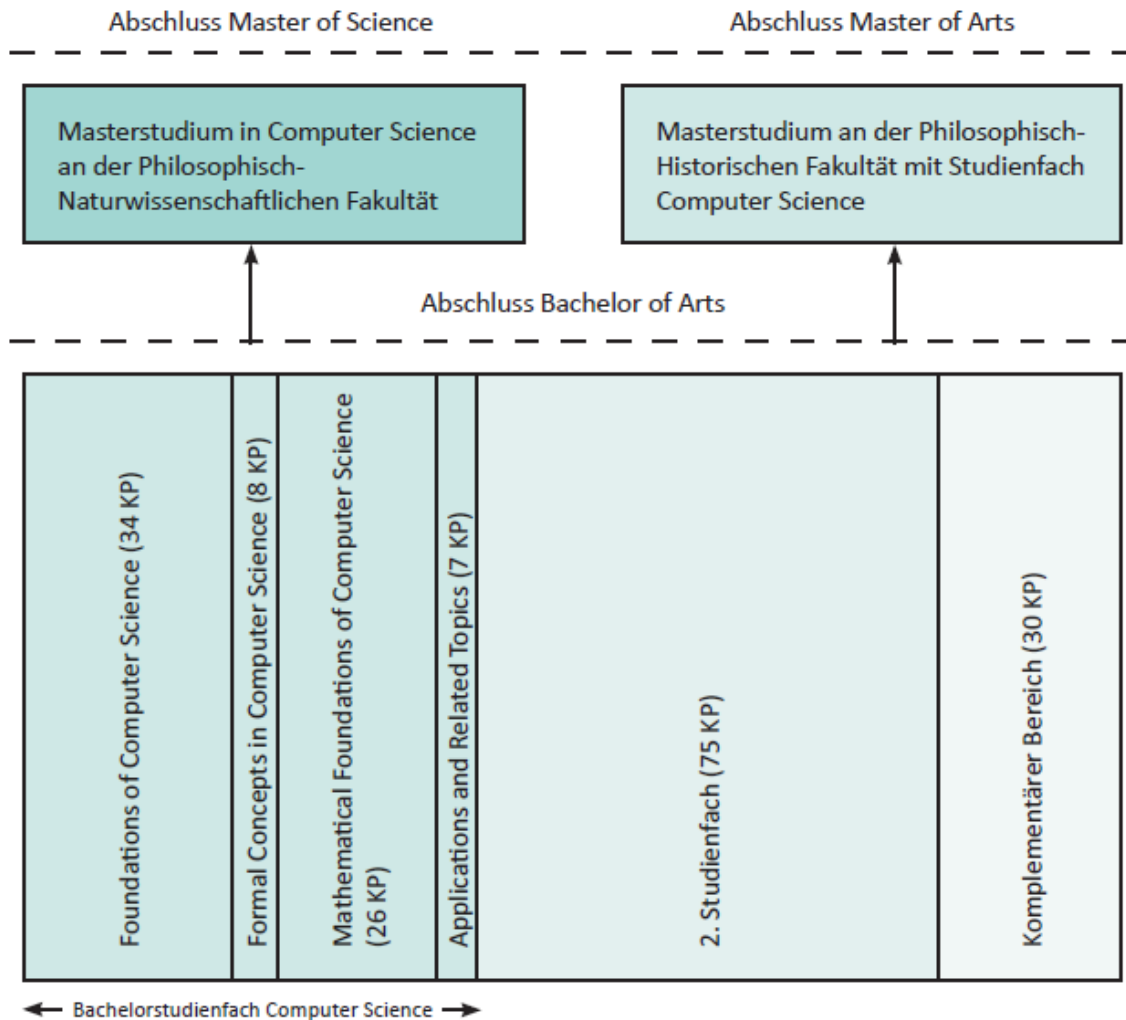 Abschluss Master of Science
Abschluss Master of Arts
Masterstudium in Computer Science
an der Philosophisch-
Naturwissenschaftlichen Fakultät
Masterstudium an der Philosophisch-
Historischen Fakultät mit Studienfach
Computer Science
Abschluss Bachelor of Arts
Foundations of Computer Science (34 KP)
Formal Concepts in Computer Science (8 KP)
Mathematical Foundations of Computer Science
(26 KP)
Applications and Related Topics (7 KP)
2. Studienfach (75 KP)
Komplementärer Bereich (30 KP)
Bachelorstudienfach Computer Science